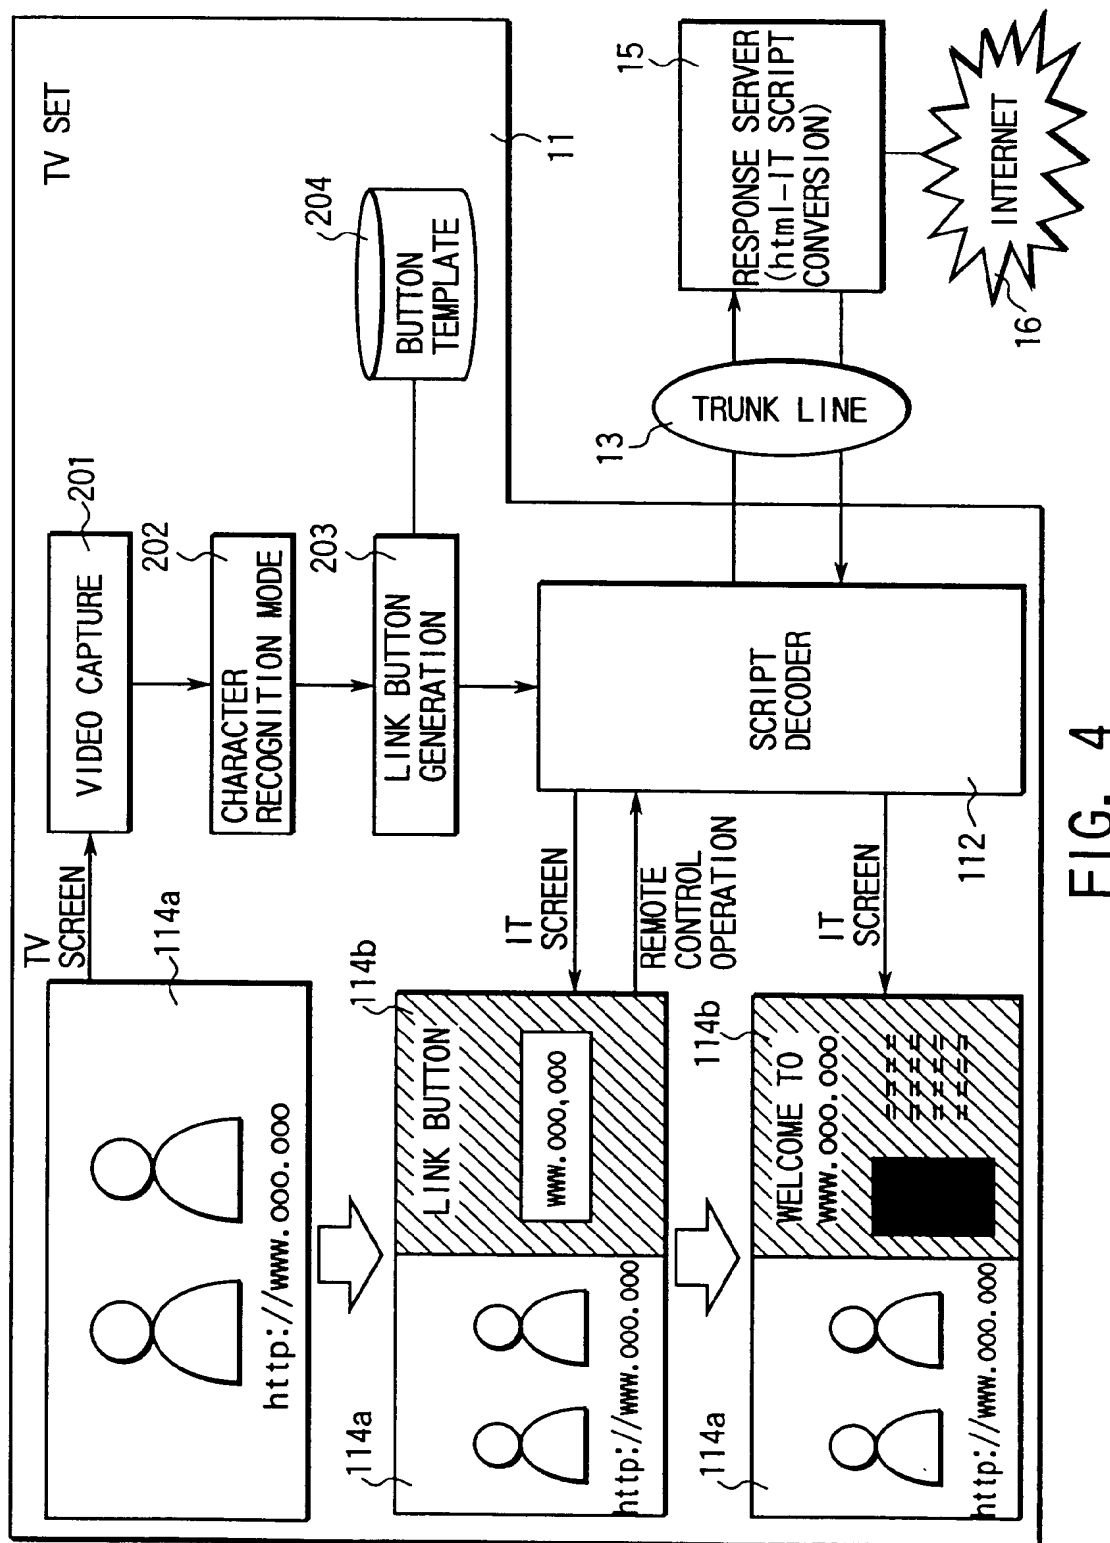 TV SET
TV
SCREEN
114a
http://www.ooo.ooo
VIDEO CAPTURE
201
CHARACTER
RECOGNITION MODE
202
LINK BUTTON
GENERATION
203
BUTTON
TEMPLATE
204
11
114a
http://www.ooo.ooo
114b
LINK BUTTON
www.ooo,ooo
IT
SCREEN
REMOTE
CONTROL
OPERATION
SCRIPT
DECODER
112
TRUNK LINE
13
RESPONSE SERVER
(html-IT SCRIPT
CONVERSION)
15
INTERNET
16
114a
http://www.ooo.ooo
114b
WELCOME TO
www.ooo.ooo
IT
SCREEN
FIG. 4